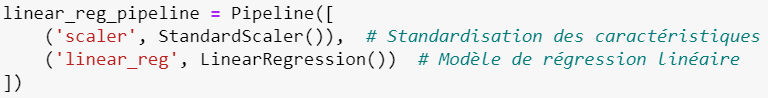 linear_reg_pipeline = Pipeline([
    ('scaler', StandardScaler()),  # Standardisation des caractéristiques
    ('linear_reg', LinearRegression())  # Modèle de régression linéaire
])